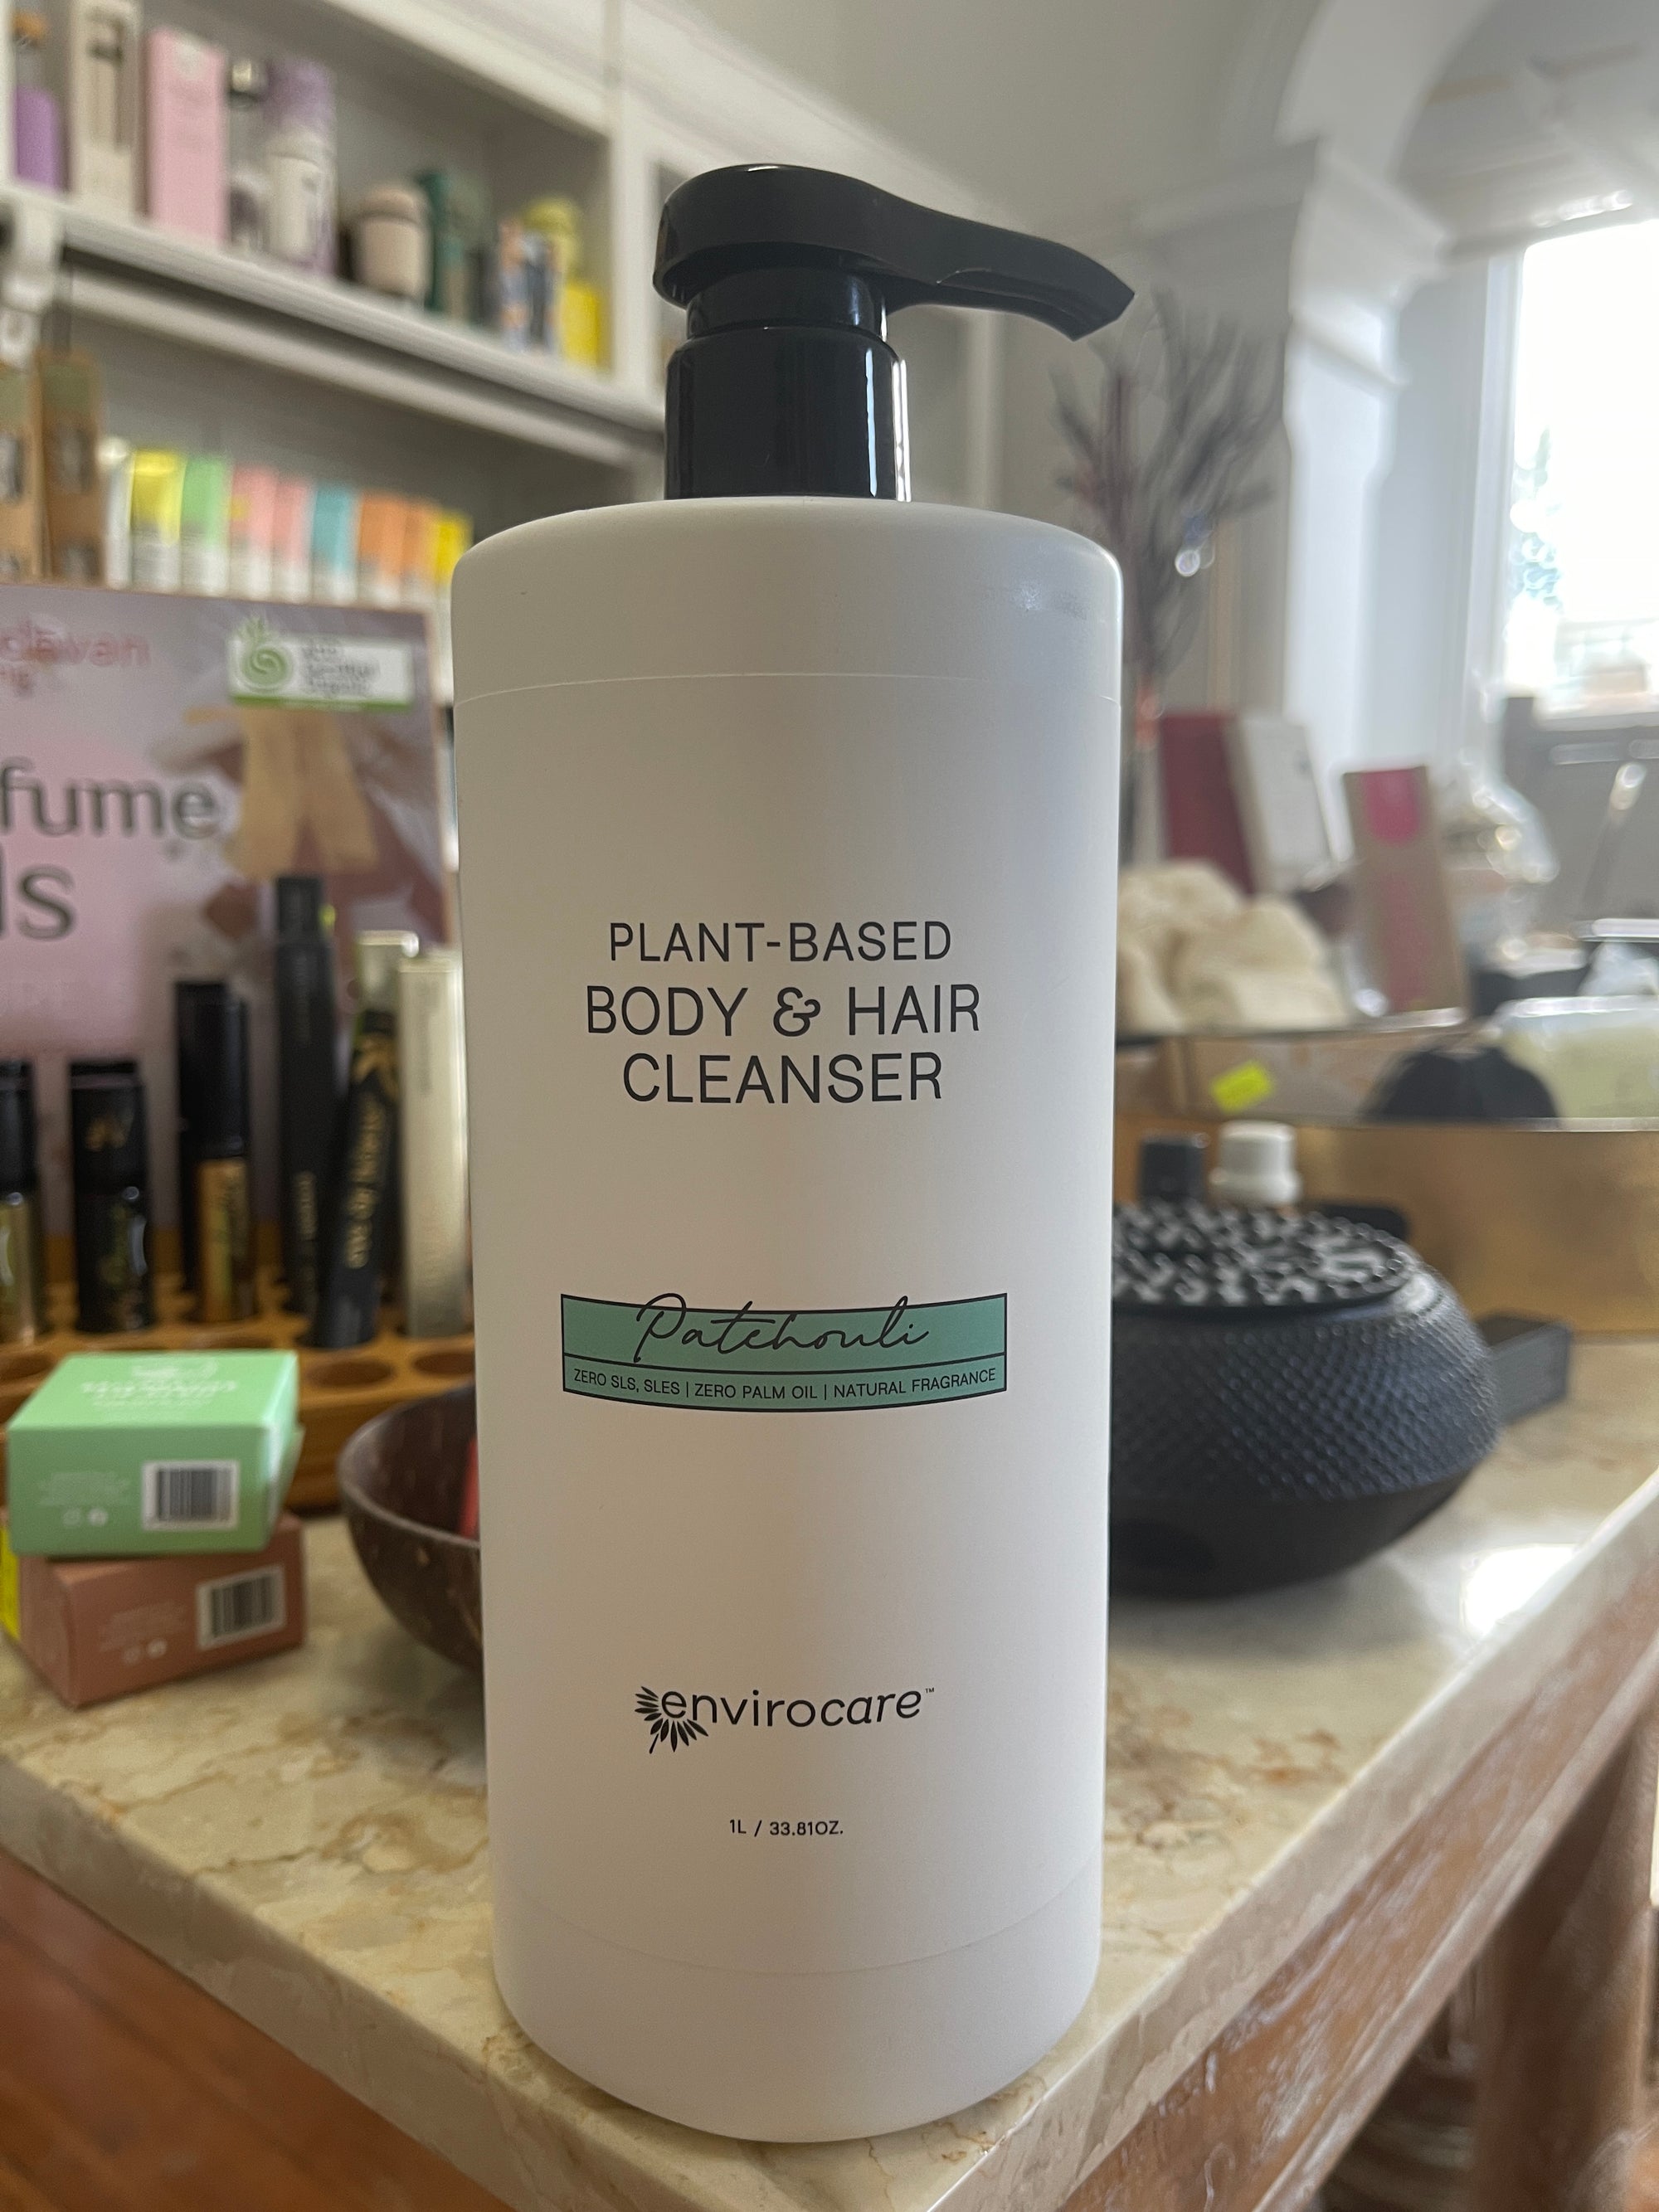 PLANT-BASED
BODY & HAIR
CLEANSER
Patchouli
ZERO SLS, SLES | ZERO PALM OIL | NATURAL FRAGRANCE
envirocare™
1L / 33.81OZ.
fume
ls